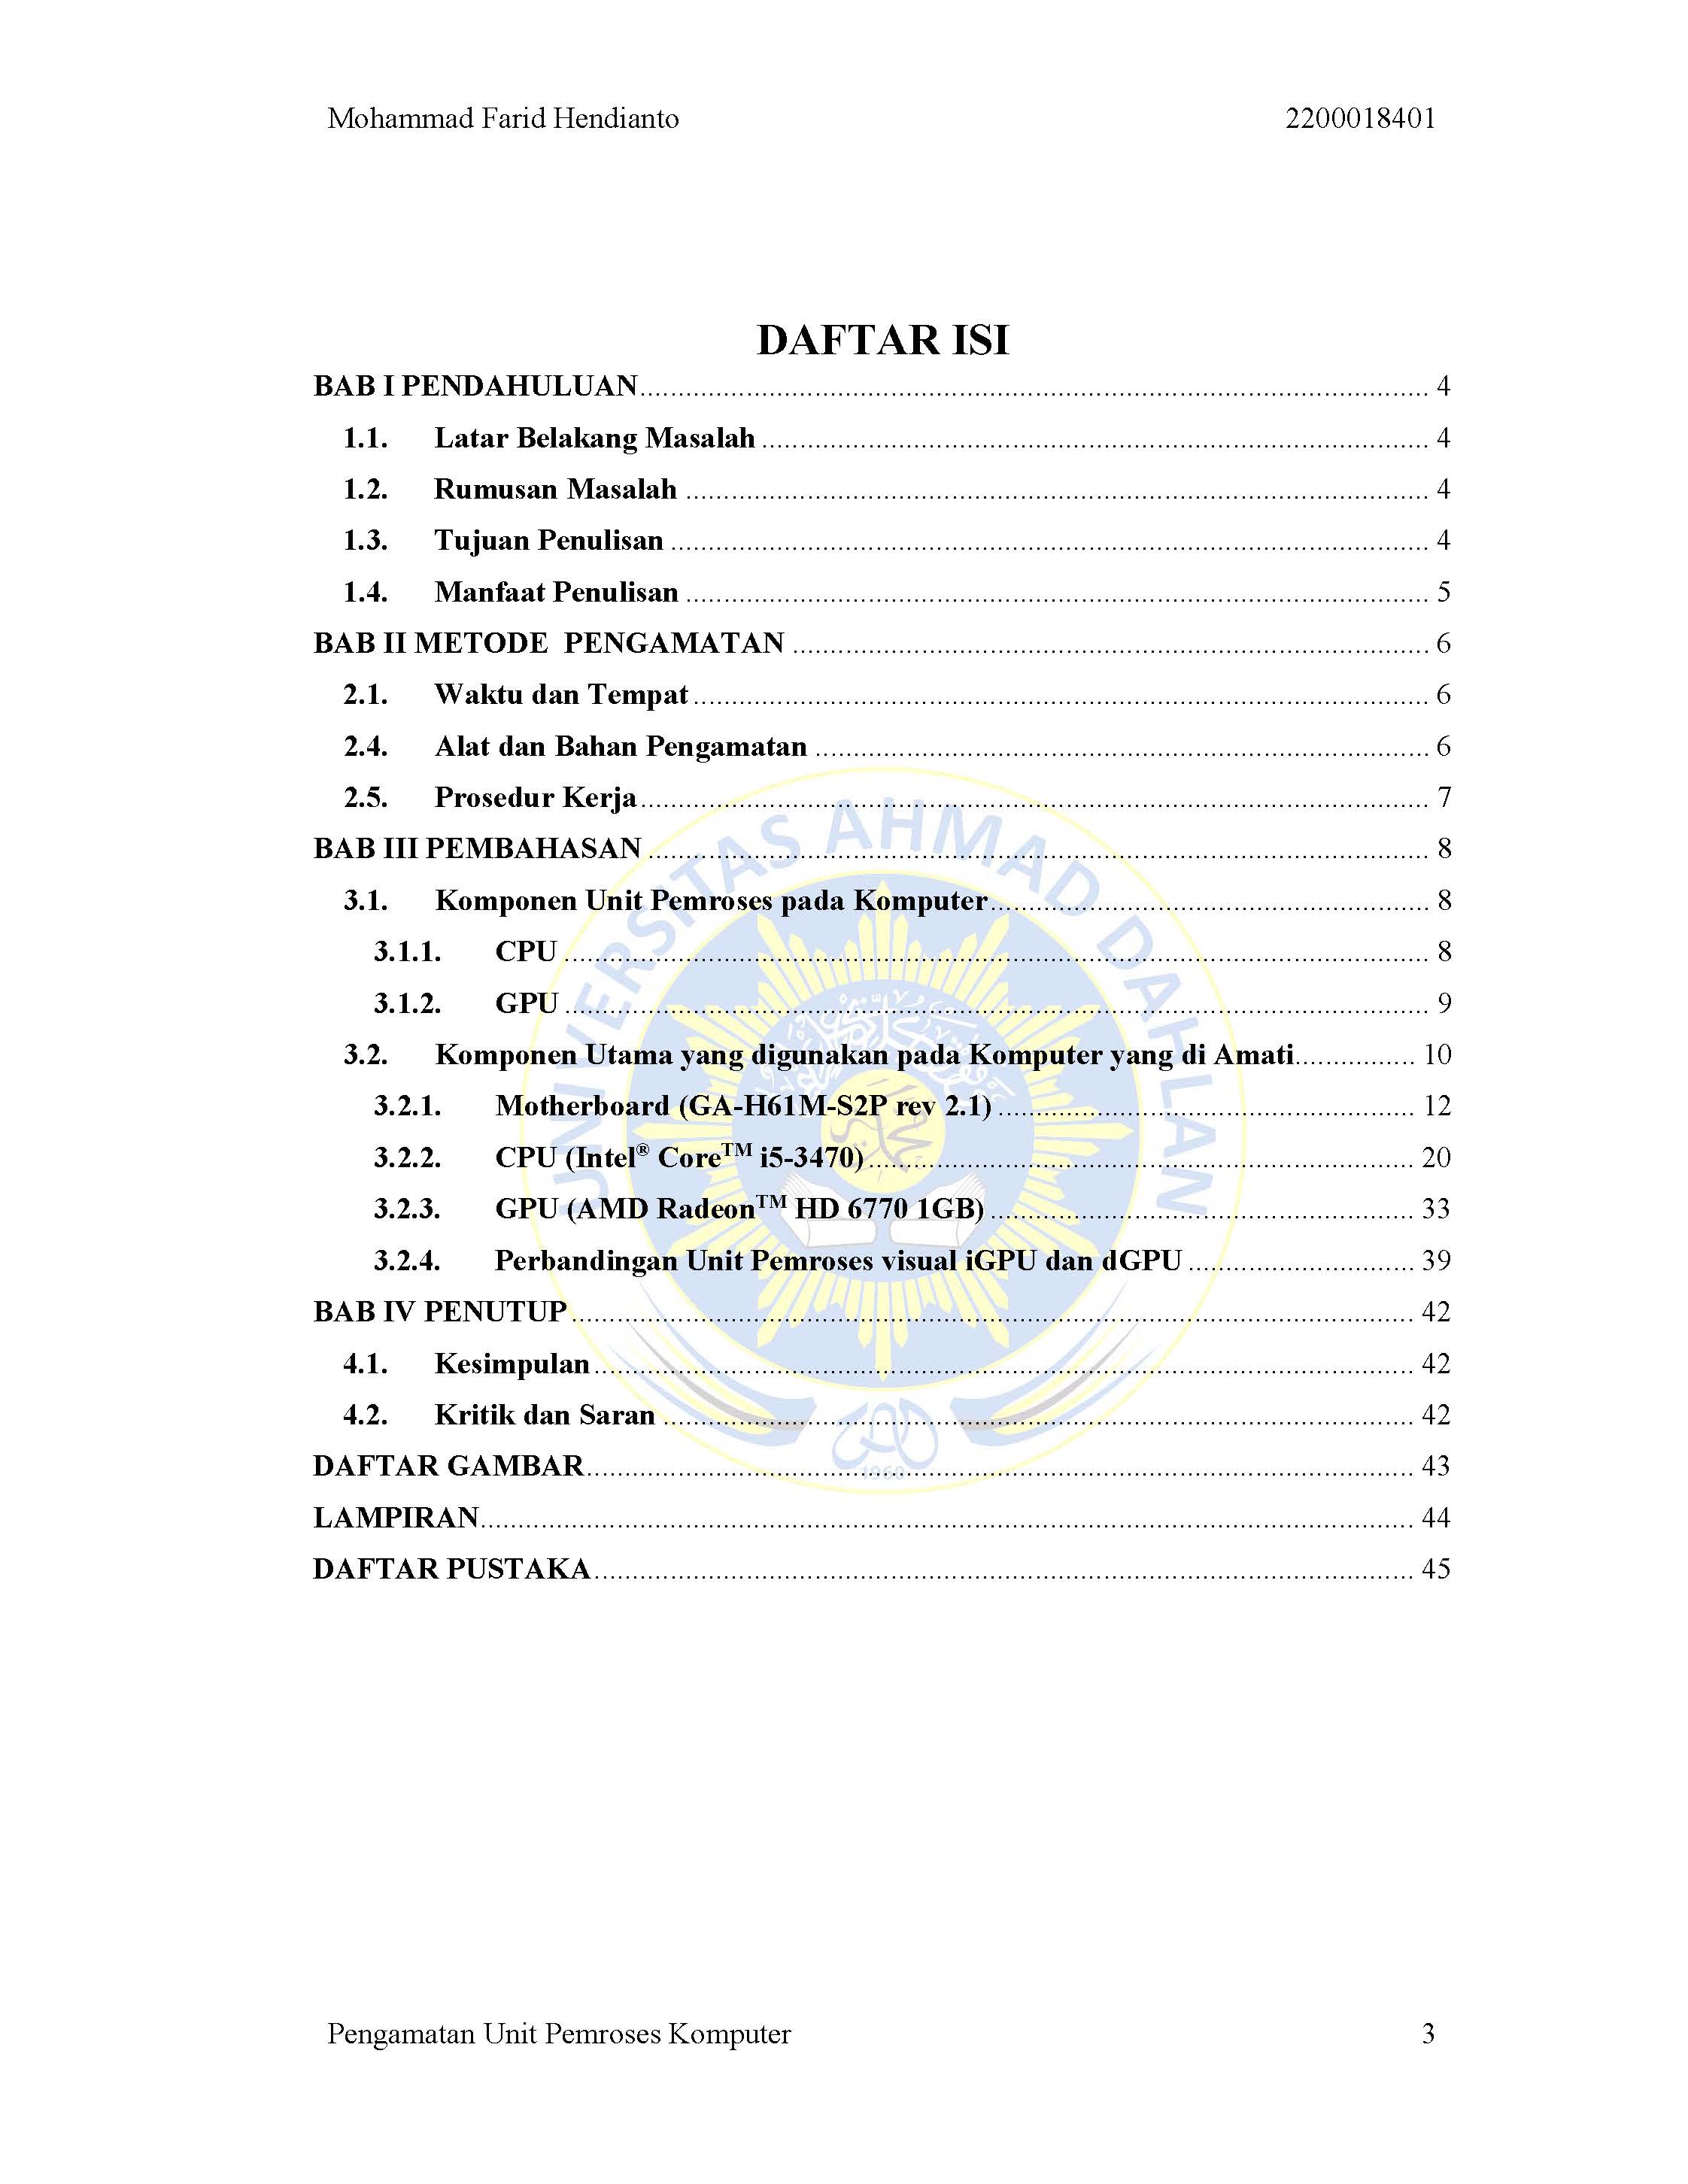 Mohammad Farid Hendianto 2200018401
DAFTAR ISI
BAB I PENDAHULUAN 4
1.1. Latar Belakang Masalah 4
1.2. Rumusan Masalah 4
1.3. Tujuan Penulisan 4
1.4. Manfaat Penulisan 5
BAB II METODE PENGAMATAN 6
2.1. Waktu dan Tempat 6
2.4. Alat dan Bahan Pengamatan 6
2.5. Prosedur Kerja 7
BAB III PEMBAHASAN 8
3.1. Komponen Unit Pemroses pada Komputer 8
3.1.1. CPU 8
3.1.2. GPU 9
3.2. Komponen Utama yang digunakan pada Komputer yang di Amati 10
3.2.1. Motherboard (GA-H61M-S2P rev 2.1) 12
3.2.2. CPU (Intel® Core™ i5-3470) 20
3.2.3. GPU (AMD Radeon™ HD 6770 1GB) 33
3.2.4. Perbandingan Unit Pemroses visual iGPU dan dGPU 39
BAB IV PENUTUP 42
4.1. Kesimpulan 42
4.2. Kritik dan Saran 42
DAFTAR GAMBAR 43
LAMPIRAN 44
DAFTAR PUSTAKA 45
UNIVERSITAS AHMAD DAHLAN
1960
Pengamatan Unit Pemroses Komputer 3